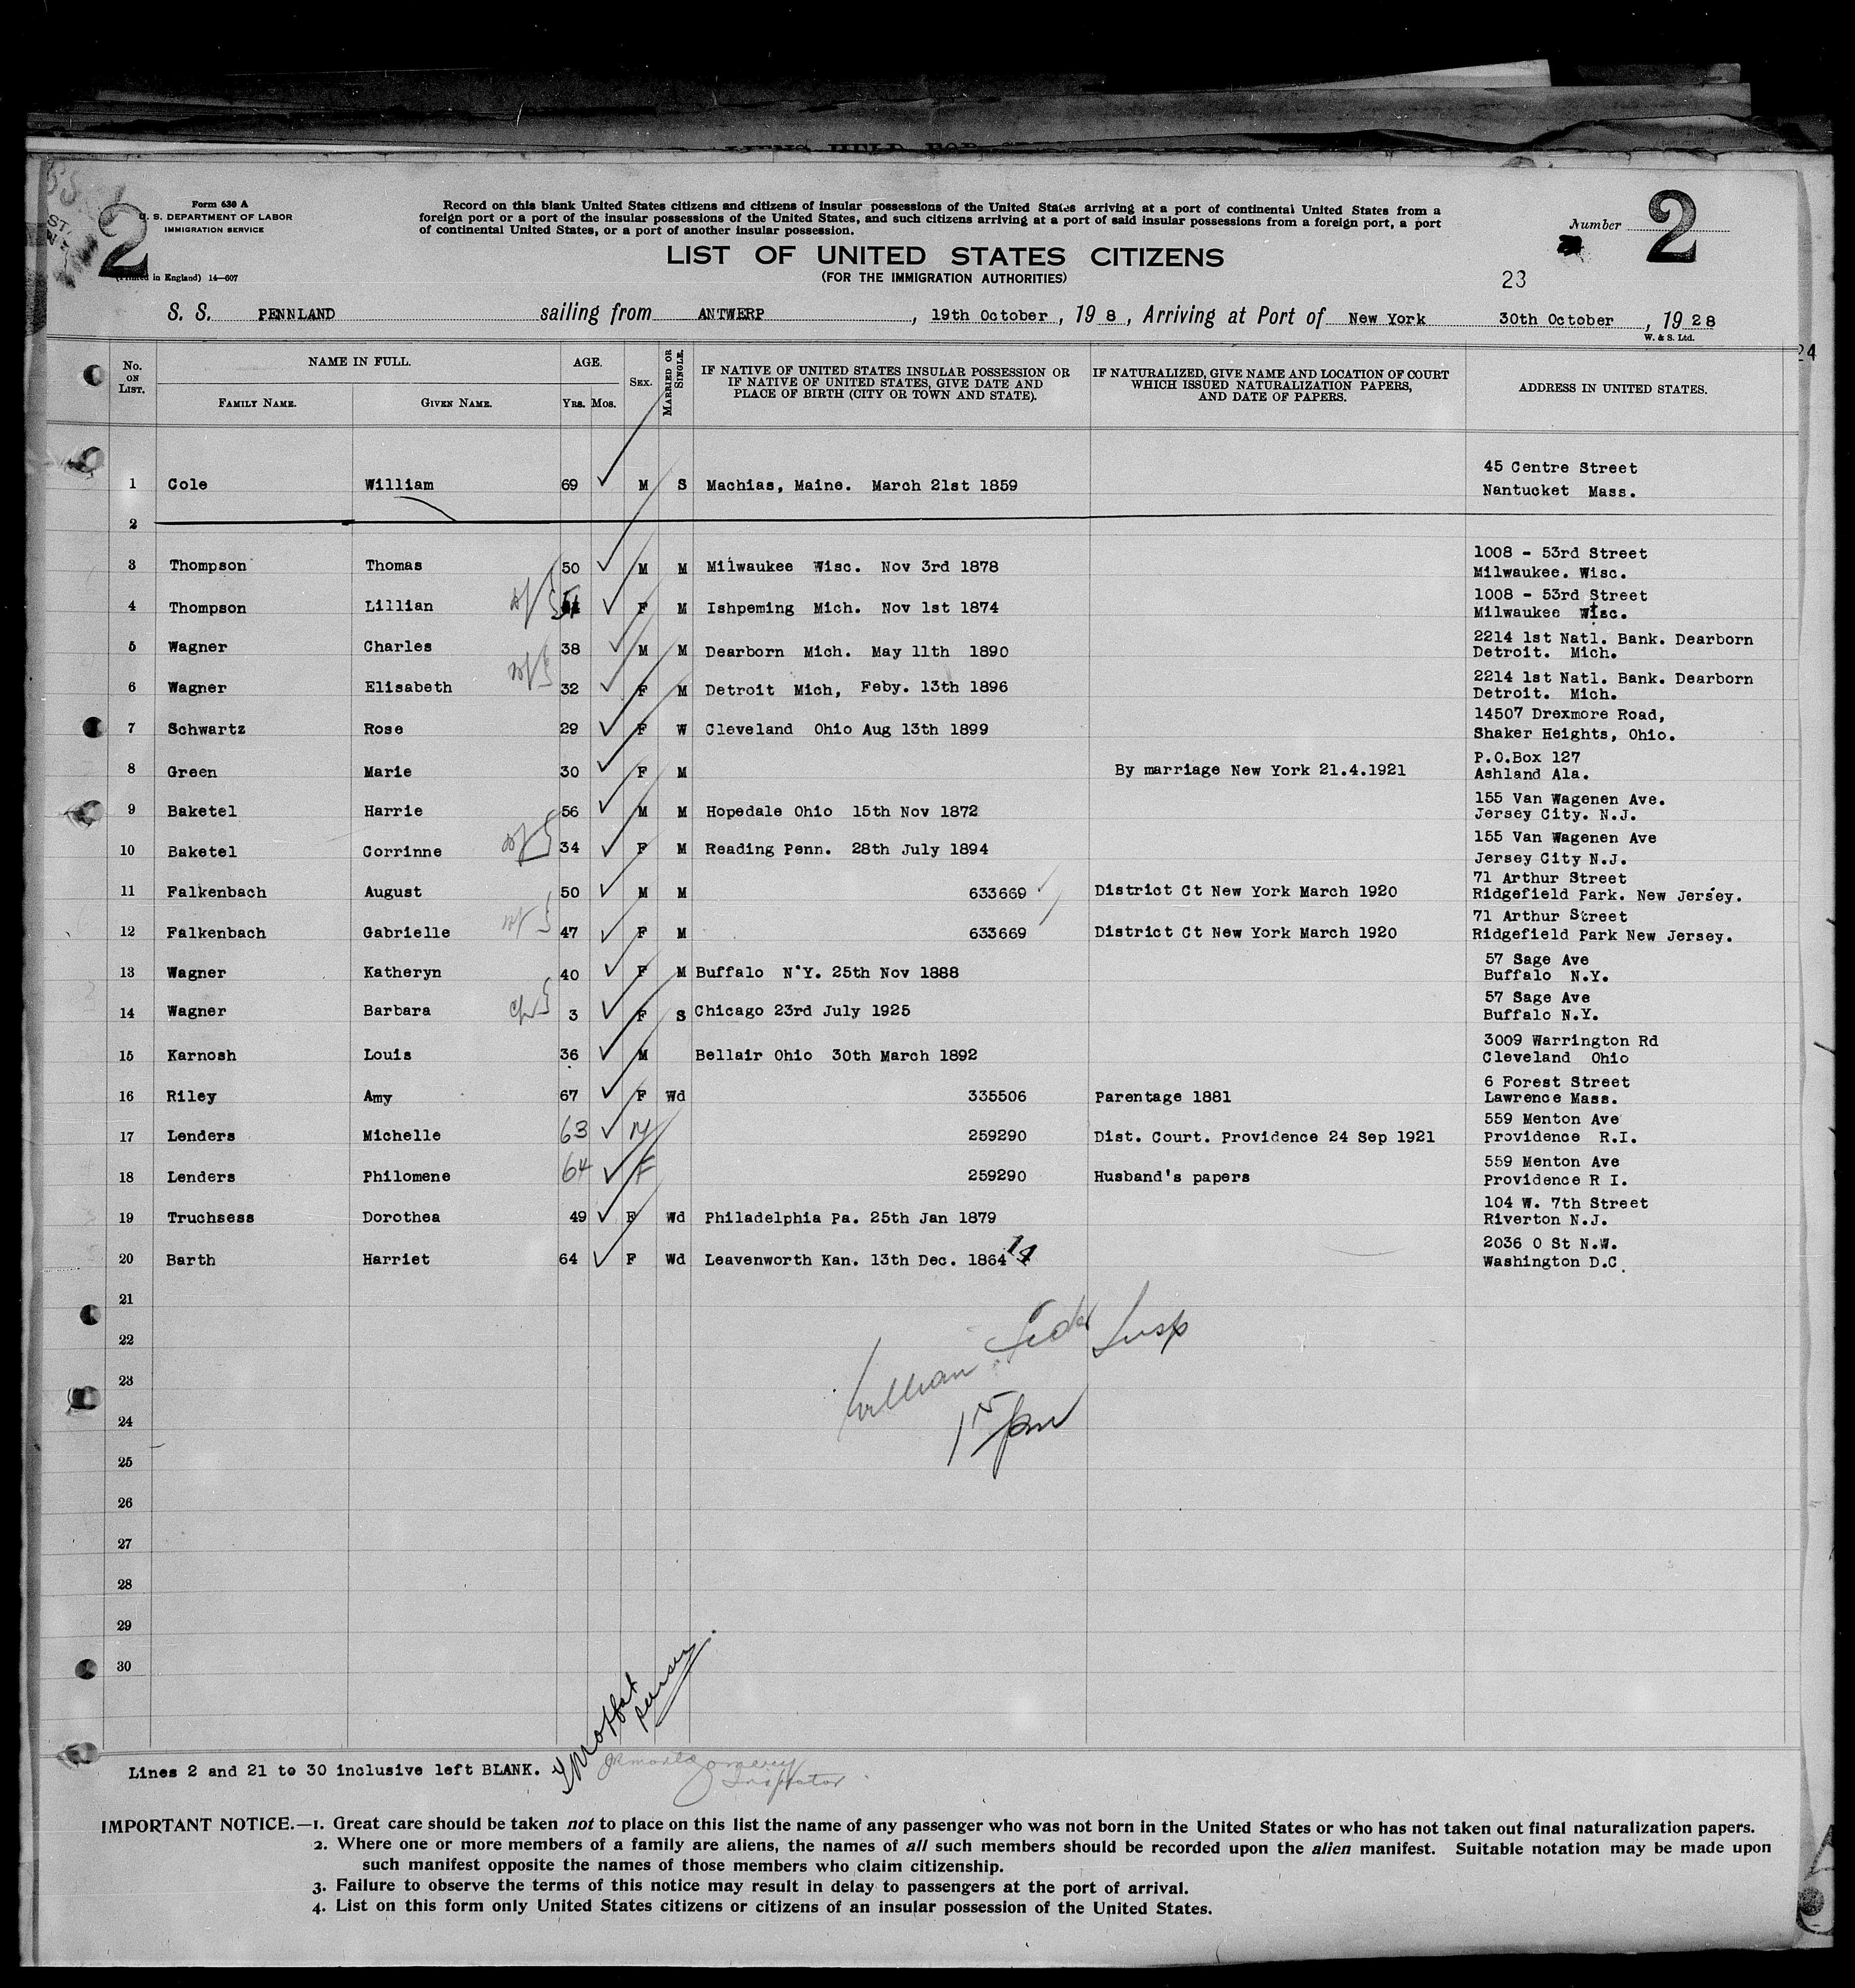 LIENS HELD FOR
2
Form 630 A
U. S. DEPARTMENT OF LABOR
IMMIGRATION SERVICE
(Printed in England) 14—607
Record on this blank United States citizens and citizens of insular possessions of the United States arriving at a port of continental United States from a
foreign port or a port of the insular possessions of the United States, and such citizens arriving at a port of said insular possessions from a foreign port, a port
of continental United States, or a port of another insular possession.
Number 2
LIST OF UNITED STATES CITIZENS
(FOR THE IMMIGRATION AUTHORITIES)
23
S. S. PENNLAND sailing from ANTWERP, 19th October, 19 8, Arriving at Port of New York 30th October, 19 28
W. & S. Ltd.
24
No. ON LIST. NAME IN FULL. FAMILY NAME. GIVEN NAME. AGE. YRS. MOS. SEX. MARRIED OR SINGLE. IF NATIVE OF UNITED STATES INSULAR POSSESSION OR IF NATIVE OF UNITED STATES, GIVE DATE AND PLACE OF BIRTH (CITY OR TOWN AND STATE). IF NATURALIZED, GIVE NAME AND LOCATION OF COURT WHICH ISSUED NATURALIZATION PAPERS, AND DATE OF PAPERS. ADDRESS IN UNITED STATES.
1 Cole William 69 M S Machias, Maine. March 21st 1859 45 Centre Street Nantucket Mass.
2
3 Thompson Thomas 50 M M Milwaukee Wisc. Nov 3rd 1878 1008 - 53rd Street Milwaukee. Wisc.
4 Thompson Lillian F M Ishpeming Mich. Nov 1st 1874 1008 - 53rd Street Milwaukee Wisc.
5 Wagner Charles 38 M M Dearborn Mich. May 11th 1890 2214 1st Natl. Bank. Dearborn Detroit. Mich.
6 Wagner Elisabeth 32 F M Detroit Mich, Feby. 13th 1896 2214 1st Natl. Bank. Dearborn Detroit. Mich.
7 Schwartz Rose 29 F W Cleveland Ohio Aug 13th 1899 14507 Drexmore Road, Shaker Heights, Ohio.
8 Green Marie 30 F M By marriage New York 21.4.1921 P.O.Box 127 Ashland Ala.
9 Baketel Harrie 56 M M Hopedale Ohio 15th Nov 1872 155 Van Wagenen Ave. Jersey City. N.J.
10 Baketel Corrinne 34 F M Reading Penn. 28th July 1894 155 Van Wagenen Ave Jersey City N.J.
11 Falkenbach August 50 M M 633669 District Ct New York March 1920 71 Arthur Street Ridgefield Park. New Jersey.
12 Falkenbach Gabrielle 47 F M 633669 District Ct New York March 1920 71 Arthur Street Ridgefield Park New Jersey.
13 Wagner Katheryn 40 F M Buffalo N'Y. 25th Nov 1888 57 Sage Ave Buffalo N.Y.
14 Wagner Barbara 3 F S Chicago 23rd July 1925 57 Sage Ave Buffalo N.Y.
15 Karnosh Louis 36 M Bellair Ohio 30th March 1892 3009 Warrington Rd Cleveland Ohio
16 Riley Amy 67 F Wd 335506 Parentage 1881 6 Forest Street Lawrence Mass.
17 Lenders Michelle 63 M 259290 Dist. Court. Providence 24 Sep 1921 559 Menton Ave Providence R.I.
18 Lenders Philomene 64 F 259290 Husband's papers 559 Menton Ave Providence R I.
19 Truchsess Dorothea 49 F Wd Philadelphia Pa. 25th Jan 1879 104 W. 7th Street Riverton N.J.
20 Barth Harriet 64 F Wd Leavenworth Kan. 13th Dec. 1864 14 2036 O St N.W. Washington D.C.
21
22
23
24
25
26
27
28
29
30
Lines 2 and 21 to 30 inclusive left BLANK.
Moffat
purser
Inspector
IMPORTANT NOTICE.—1. Great care should be taken not to place on this list the name of any passenger who was not born in the United States or who has not taken out final naturalization papers.
2. Where one or more members of a family are aliens, the names of all such members should be recorded upon the alien manifest. Suitable notation may be made upon
such manifest opposite the names of those members who claim citizenship.
3. Failure to observe the terms of this notice may result in delay to passengers at the port of arrival.
4. List on this form only United States citizens or citizens of an insular possession of the United States.